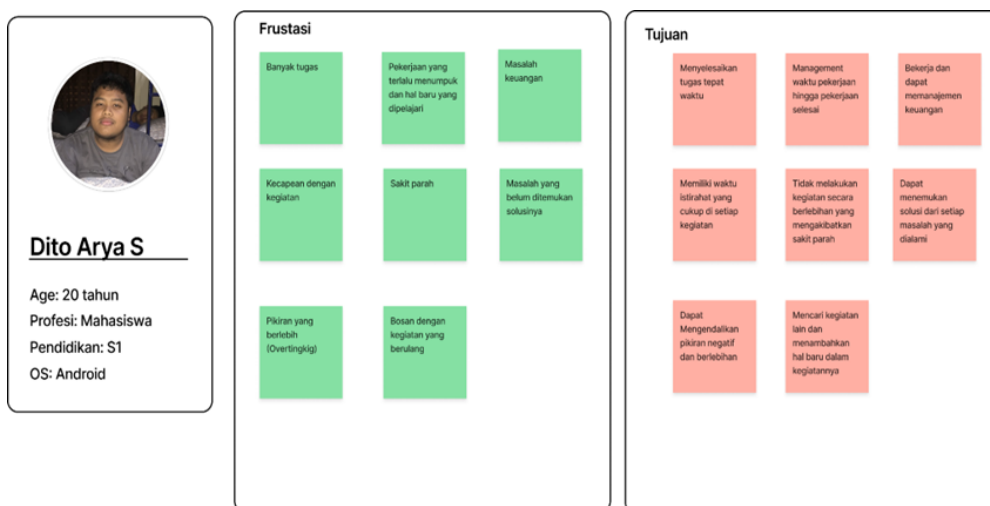 Dito Arya S
Age: 20 tahun
Profesi: Mahasiswa
Pendidikan: S1
OS: Android
Frustasi
Banyak tugas
Pekerjaan yang
terlalu menumpuk
dan hal baru yang
dipelajari
Masalah
keuangan
Kecapean dengan
kegiatan
Sakit parah
Masalah yang
belum ditemukan
solusinya
Pikiran yang
berlebih
(Overtingkig)
Bosan dengan
kegiatan yang
berulang
Tujuan
Menyelesaikan
tugas tepat
waktu
Management
waktu pekerjaan
hingga pekerjaan
selesai
Bekerja dan
dapat
memanajemen
keuangan
Memiliki waktu
istirahat yang
cukup di setiap
kegiatan
Tidak melakukan
kegiatan secara
berlebihan yang
mengakibatkan
sakit parah
Dapat
menemukan
solusi dari setiap
masalah yang
dialami
Dapat
Mengendalikan
pikiran negatif
dan berlebihan
Mencari kegiatan
lain dan
menambahkan
hal baru dalam
kegiatannya